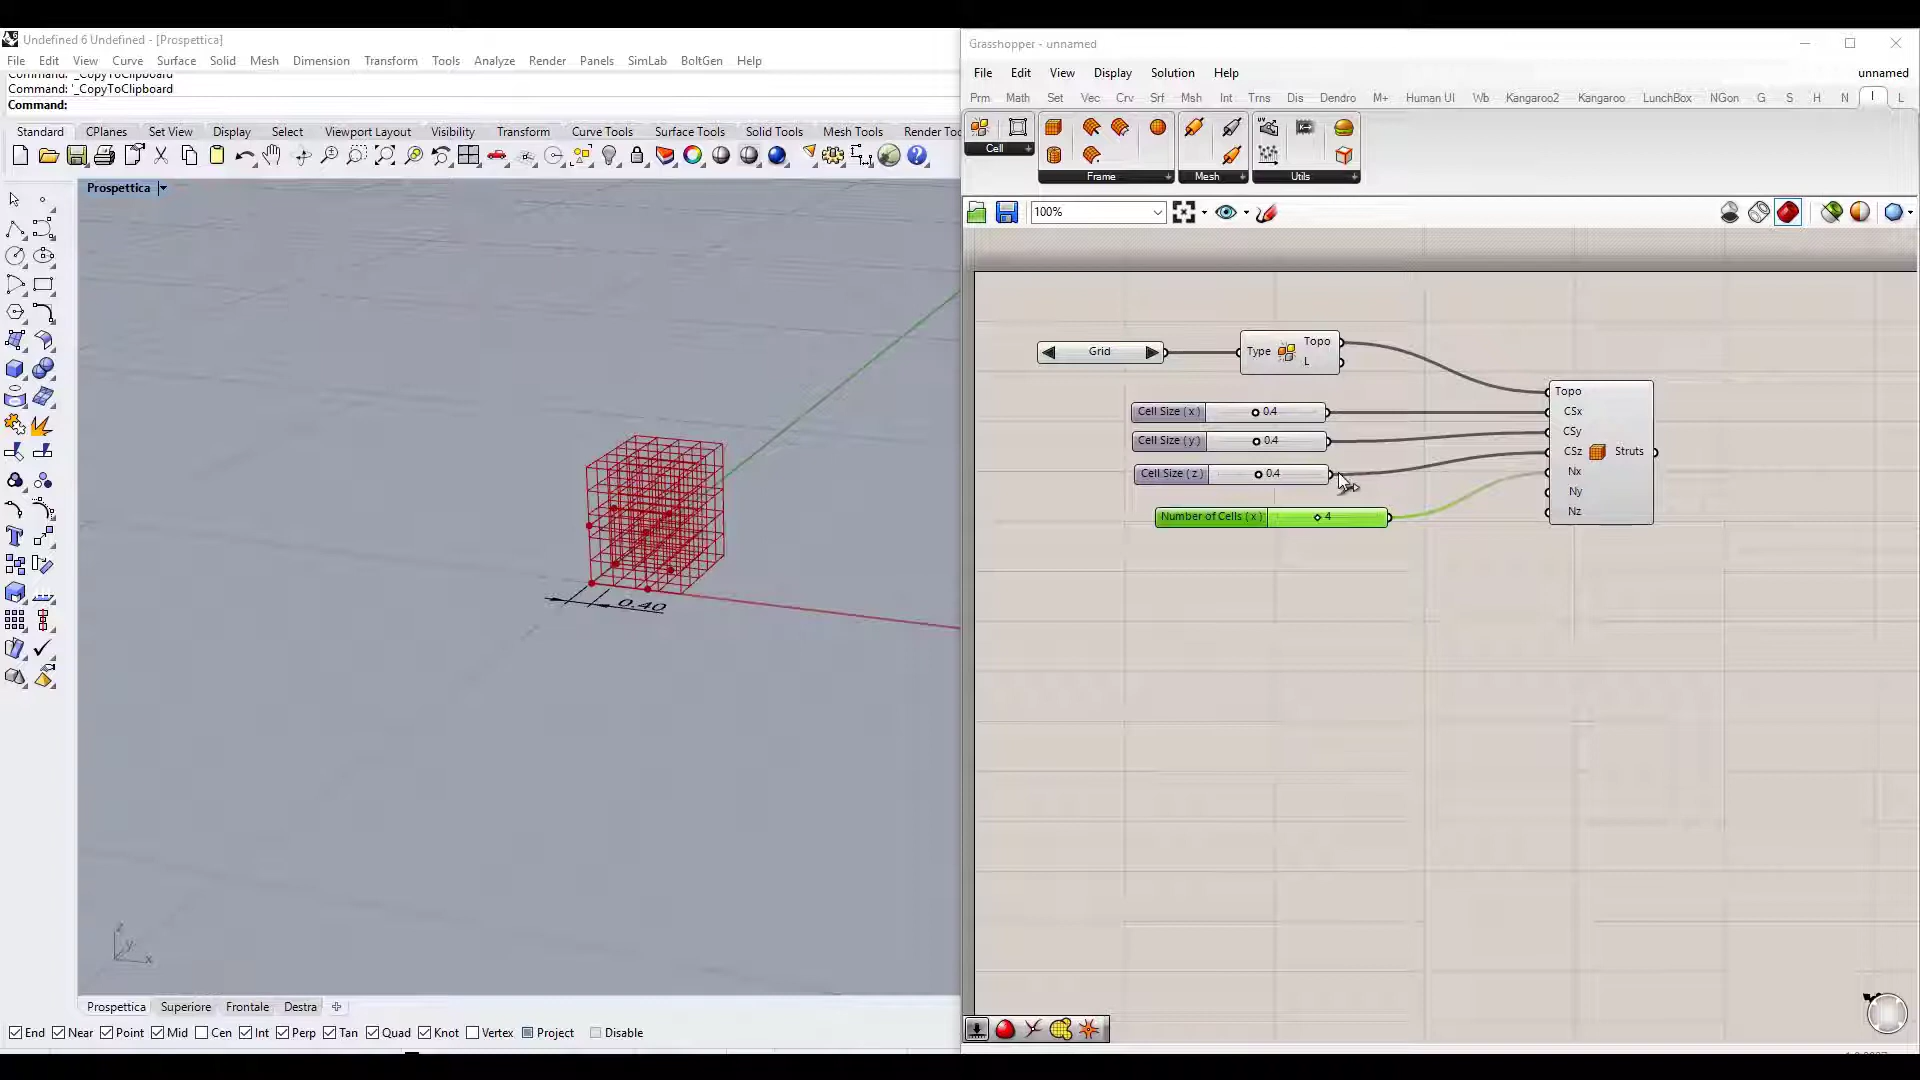 Undefined 6 Undefined - [Prospettica]
File Edit View Curve Surface Solid Mesh Dimension Transform Tools Analyze Render Panels SimLab BoltGen Help
Command: '_CopyToClipboard
Command: '_CopyToClipboard
Command:
Standard CPlanes Set View Display Select Viewport Layout Visibility Transform Curve Tools Surface Tools Solid Tools Mesh Tools Render Too
Prospettica
0.40
z
y
x
Prospettica Superiore Frontale Destra
End Near Point Mid Cen Int Perp Tan Quad Knot Vertex Project Disable
Grasshopper - unnamed
File Edit View Display Solution Help unnamed
Prm Math Set Vec Crv Srf Msh Int Trns Dis Dendro M+ Human UI Wb Kangaroo2 Kangaroo LunchBox NGon G S H N I L
Cell Frame Mesh Utils
100%
Grid
Type Topo
L
Cell Size ( x ) 0.4
Cell Size ( y ) 0.4
Cell Size ( z ) 0.4
Number of Cells ( x ) 4
Topo
CSx
CSy
CSz Struts
Nx
Ny
Nz